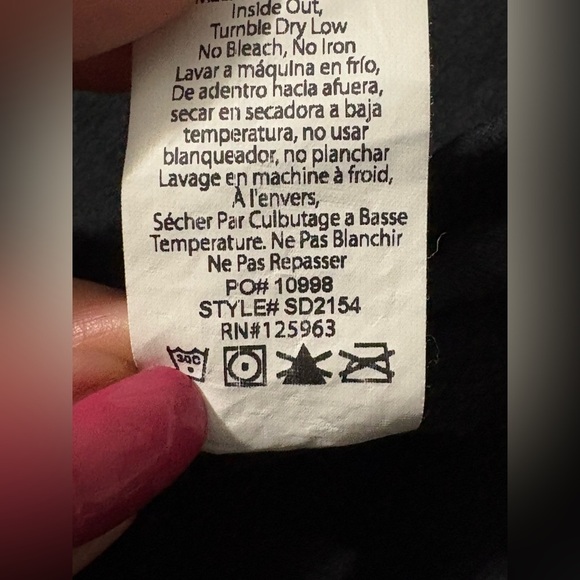 Inside Out,
Tumble Dry Low
No Bleach, No Iron
Lavar a máquina en frío,
De adentro hacia afuera,
secar en secadora a baja
temperatura, no usar
blanqueador, no planchar
Lavage en machine à froid,
À l'envers,
Sécher Par Culbutage a Basse
Temperature. Ne Pas Blanchir
Ne Pas Repasser
PO# 10998
STYLE# SD2154
RN#125963
30C